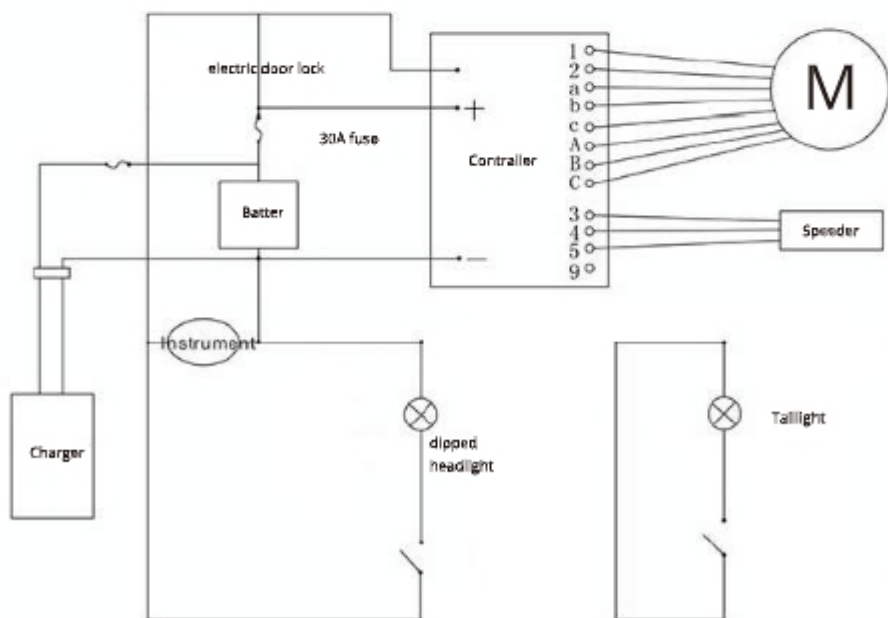 electric door lock
30A fuse
+
Contraller
Batter
—
1
2
a
b
c
A
B
C
3
4
5
9
M
Speeder
Instrument
Charger
dipped
headlight
Taillight